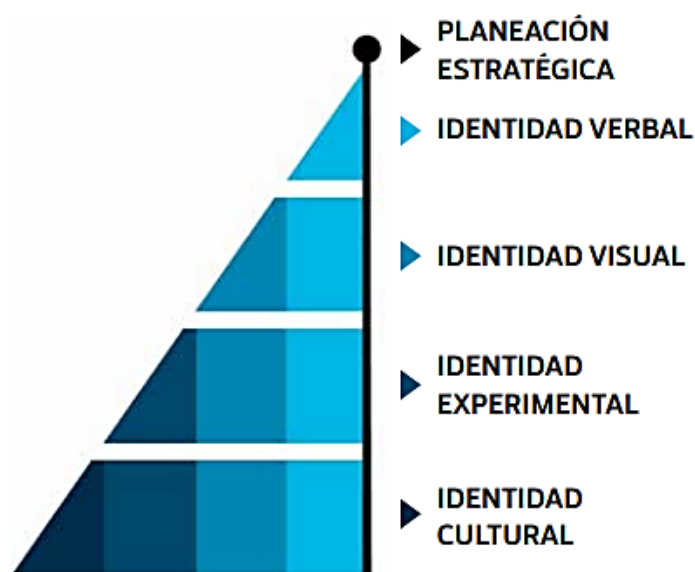 PLANEACIÓN
ESTRATÉGICA
IDENTIDAD VERBAL
IDENTIDAD VISUAL
IDENTIDAD
EXPERIMENTAL
IDENTIDAD
CULTURAL